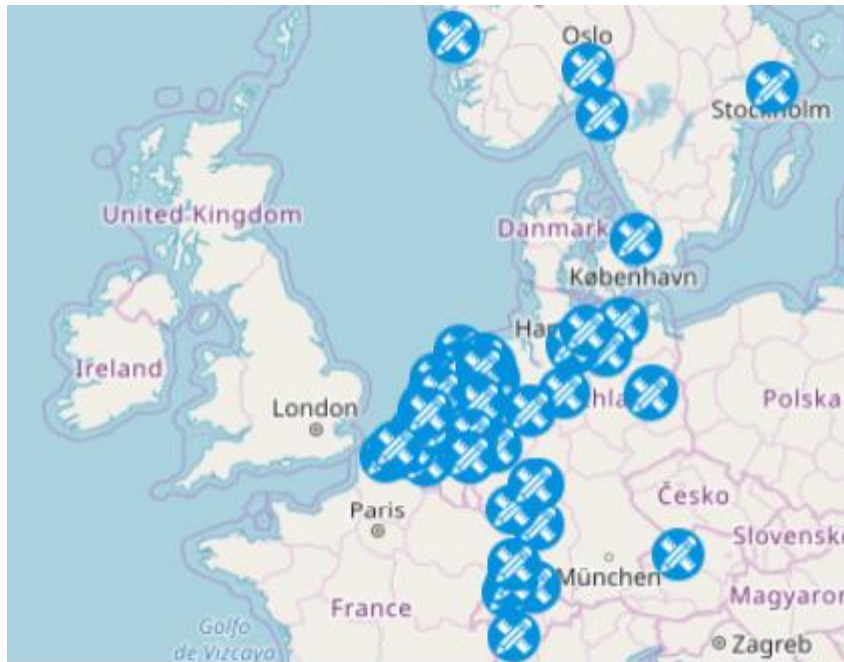 Oslo
Stockholm
United Kingdom
Danmark
København
Ireland
London
Polska
Paris
Česko
Slovensko
München
Magyaror
France
Golfo
de Vizcaya
Zagreb